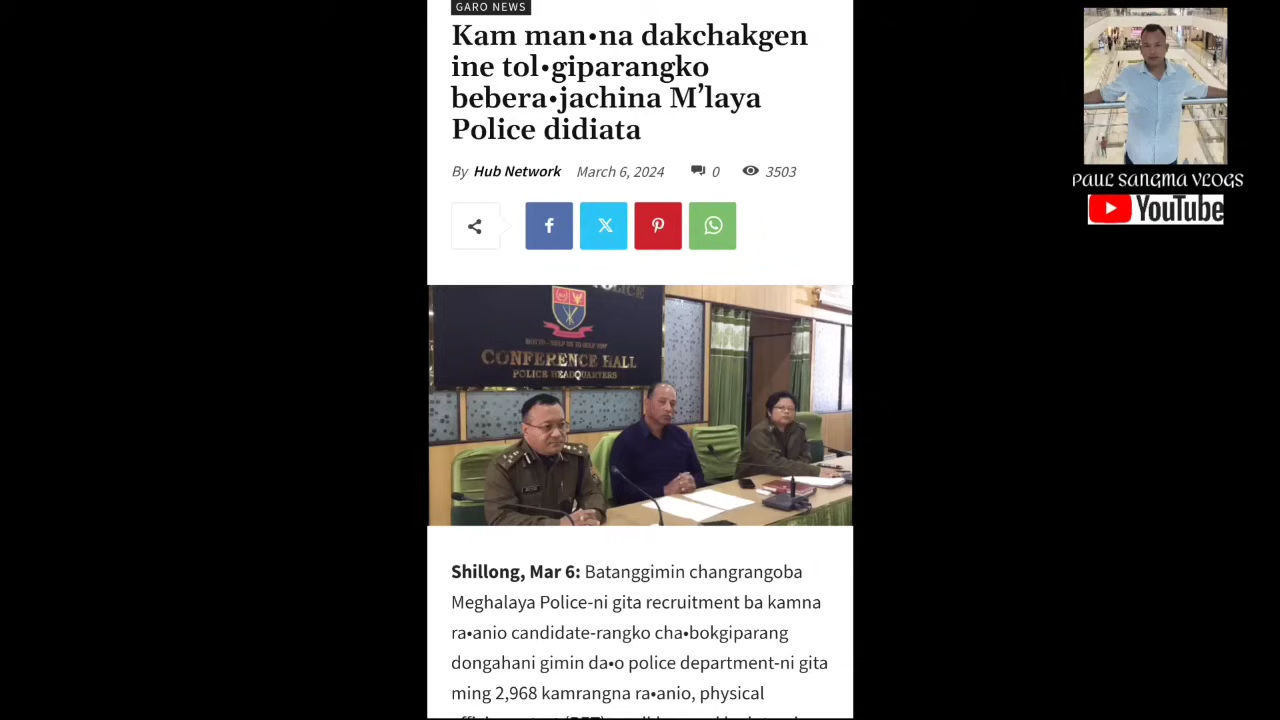 GARO NEWS
Kam man•na dakchakgen
ine tol•giparangko
bebera•jachina M’laya
Police didiata
By Hub Network March 6, 2024 0 3503
POLICE
CONFERENCE HALL
POLICE HEADQUARTERS
Shillong, Mar 6: Batanggimin changrangoba
Meghalaya Police-ni gita recruitment ba kamna
ra•anio candidate-rangko cha•bokgiparang
dongahani gimin da•o police department-ni gita
ming 2,968 kamrangna ra•anio, physical
PAUL SANGMA VLOGS
YouTube